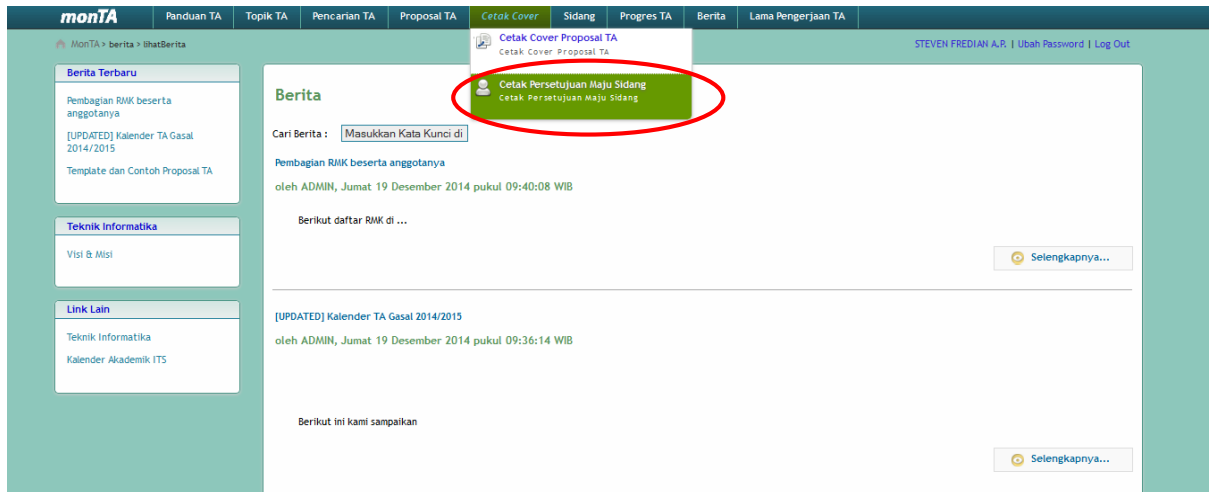 monTA Panduan TA Topik TA Pencarian TA Proposal TA Cetak Cover Sidang Progres TA Berita Lama Pengerjaan TA
MonTA > berita > lihatBerita
STEVEN FREDIAN A.P. | Ubah Password | Log Out
Cetak Cover Proposal TA
Cetak Cover Proposal TA
Cetak Persetujuan Maju Sidang
Cetak Persetujuan Maju Sidang
Berita Terbaru
Pembagian RMK beserta
anggotanya
[UPDATED] Kalender TA Gasal
2014/2015
Template dan Contoh Proposal TA
Teknik Informatika
Visi & Misi
Link Lain
Teknik Informatika
Kalender Akademik ITS
Berita
Cari Berita : Masukkan Kata Kunci di
Pembagian RMK beserta anggotanya
oleh ADMIN, Jumat 19 Desember 2014 pukul 09:40:08 WIB
Berikut daftar RMK di ...
Selengkapnya...
[UPDATED] Kalender TA Gasal 2014/2015
oleh ADMIN, Jumat 19 Desember 2014 pukul 09:36:14 WIB
Berikut ini kami sampaikan
Selengkapnya...